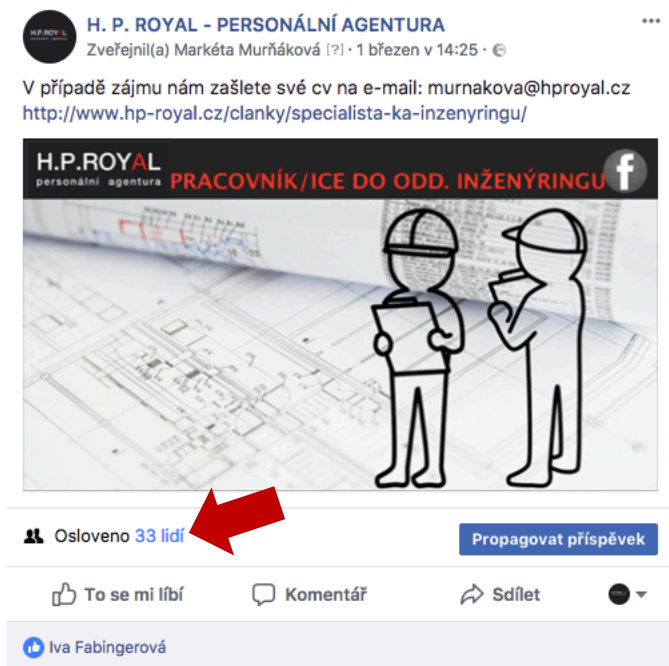 H. P. ROYAL - PERSONÁLNÍ AGENTURA
Zveřejnil(a) Markéta Murňáková [?] · 1 březen v 14:25 ·
V případě zájmu nám zašlete své cv na e-mail: murnakova@hproyal.cz
http://www.hp-royal.cz/clanky/specialista-ka-inzenyringu/
H.P.ROYAL
personální agentura
PRACOVNÍK/ICE DO ODD. INŽENÝRINGU
Osloveno 33 lidí
Propagovat příspěvek
To se mi líbí
Komentář
Sdílet
Iva Fabingerová